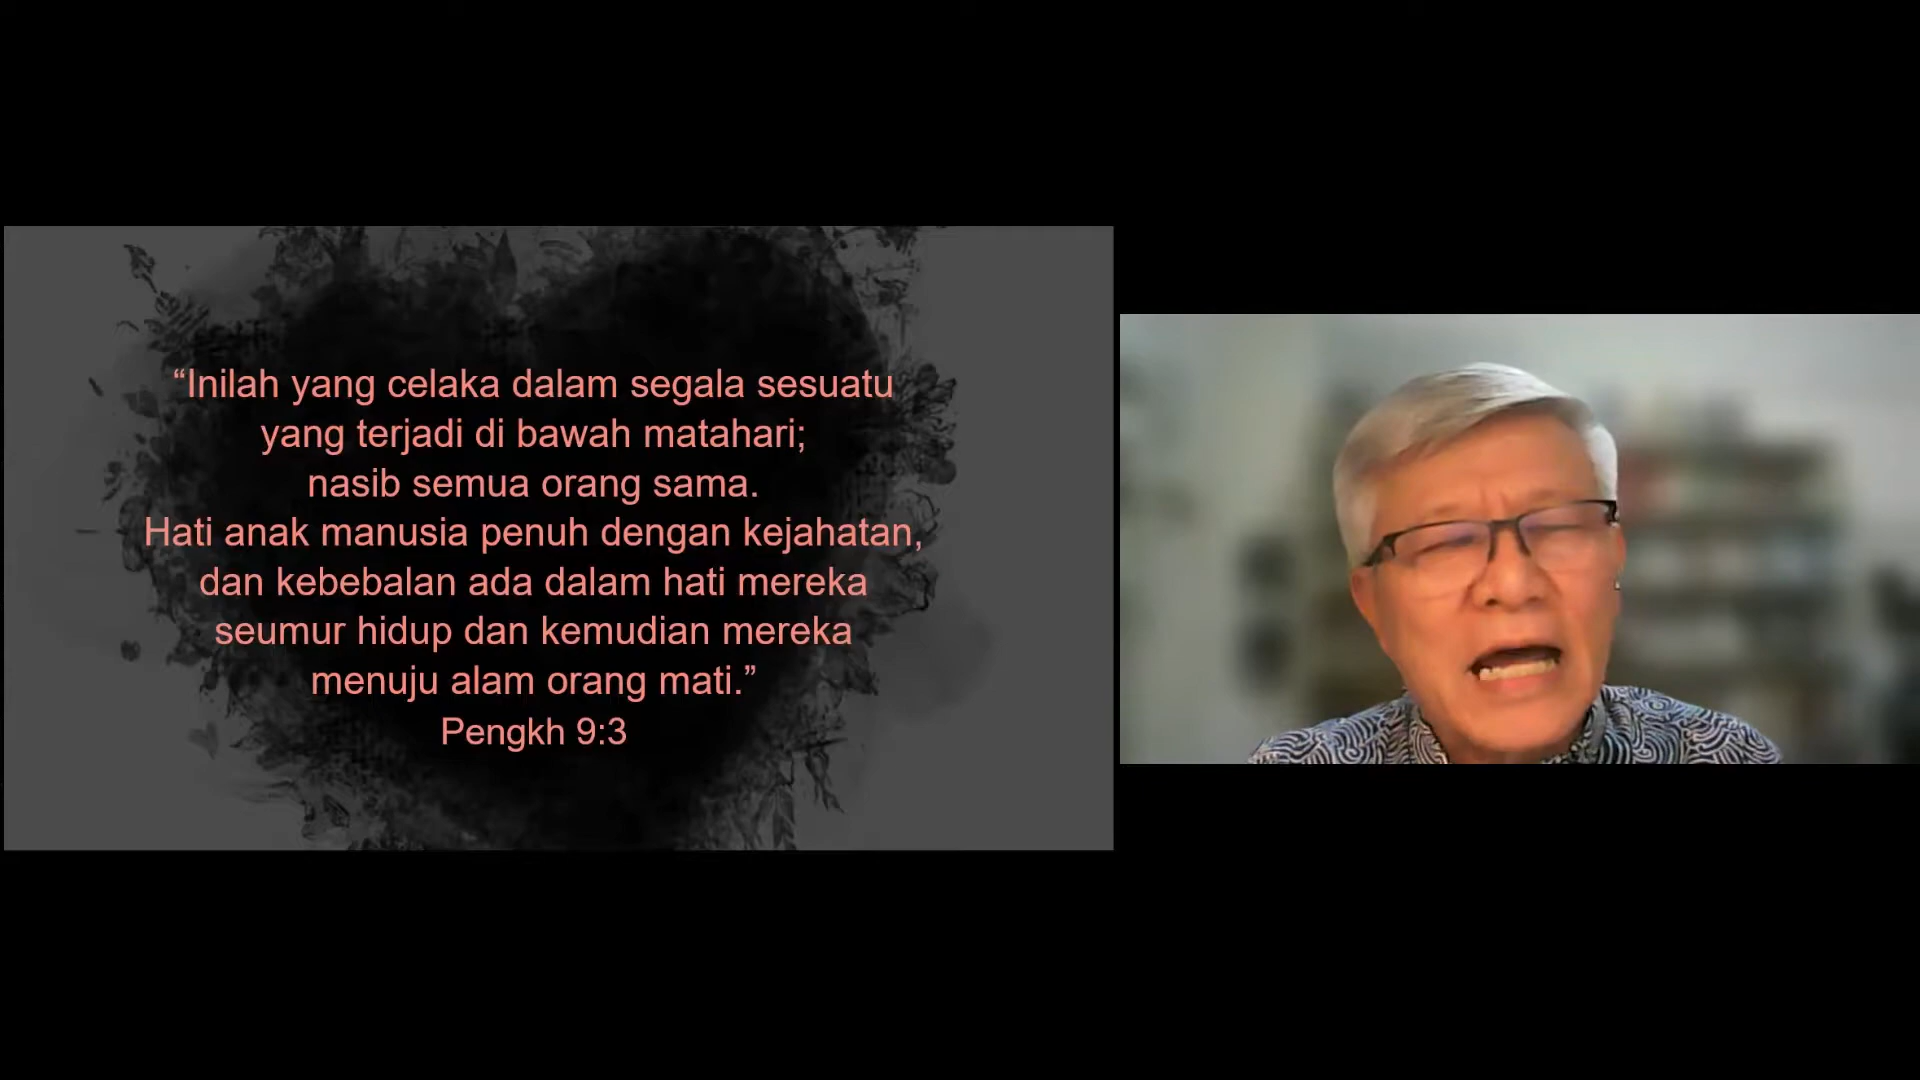 “Inilah yang celaka dalam segala sesuatu
yang terjadi di bawah matahari;
nasib semua orang sama.
Hati anak manusia penuh dengan kejahatan,
dan kebebalan ada dalam hati mereka
seumur hidup dan kemudian mereka
menuju alam orang mati.”
Pengkh 9:3